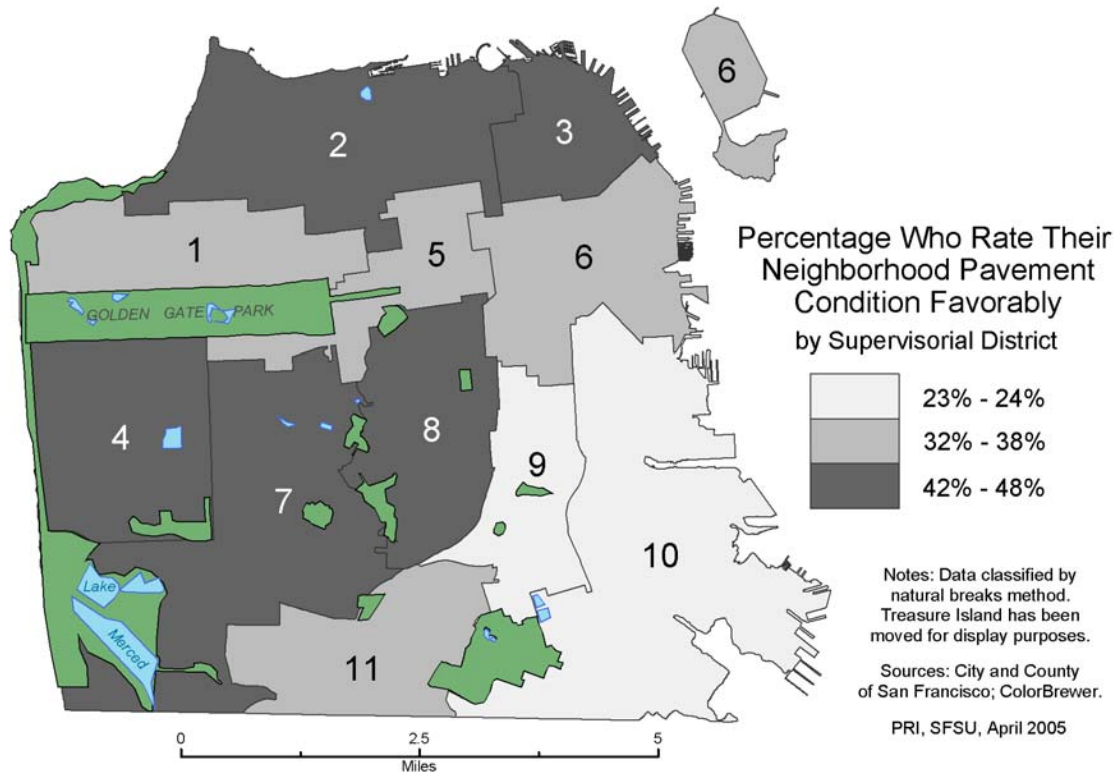 6
2
3
Percentage Who Rate Their
Neighborhood Pavement
Condition Favorably
by Supervisorial District
1
5
6
GOLDEN GATE PARK
23% - 24%
32% - 38%
42% - 48%
4
8
9
7
10
Lake
Merced
11
Notes: Data classified by
natural breaks method.
Treasure Island has been
moved for display purposes.
Sources: City and County
of San Francisco; ColorBrewer.
PRI, SFSU, April 2005
0 2.5 5
Miles